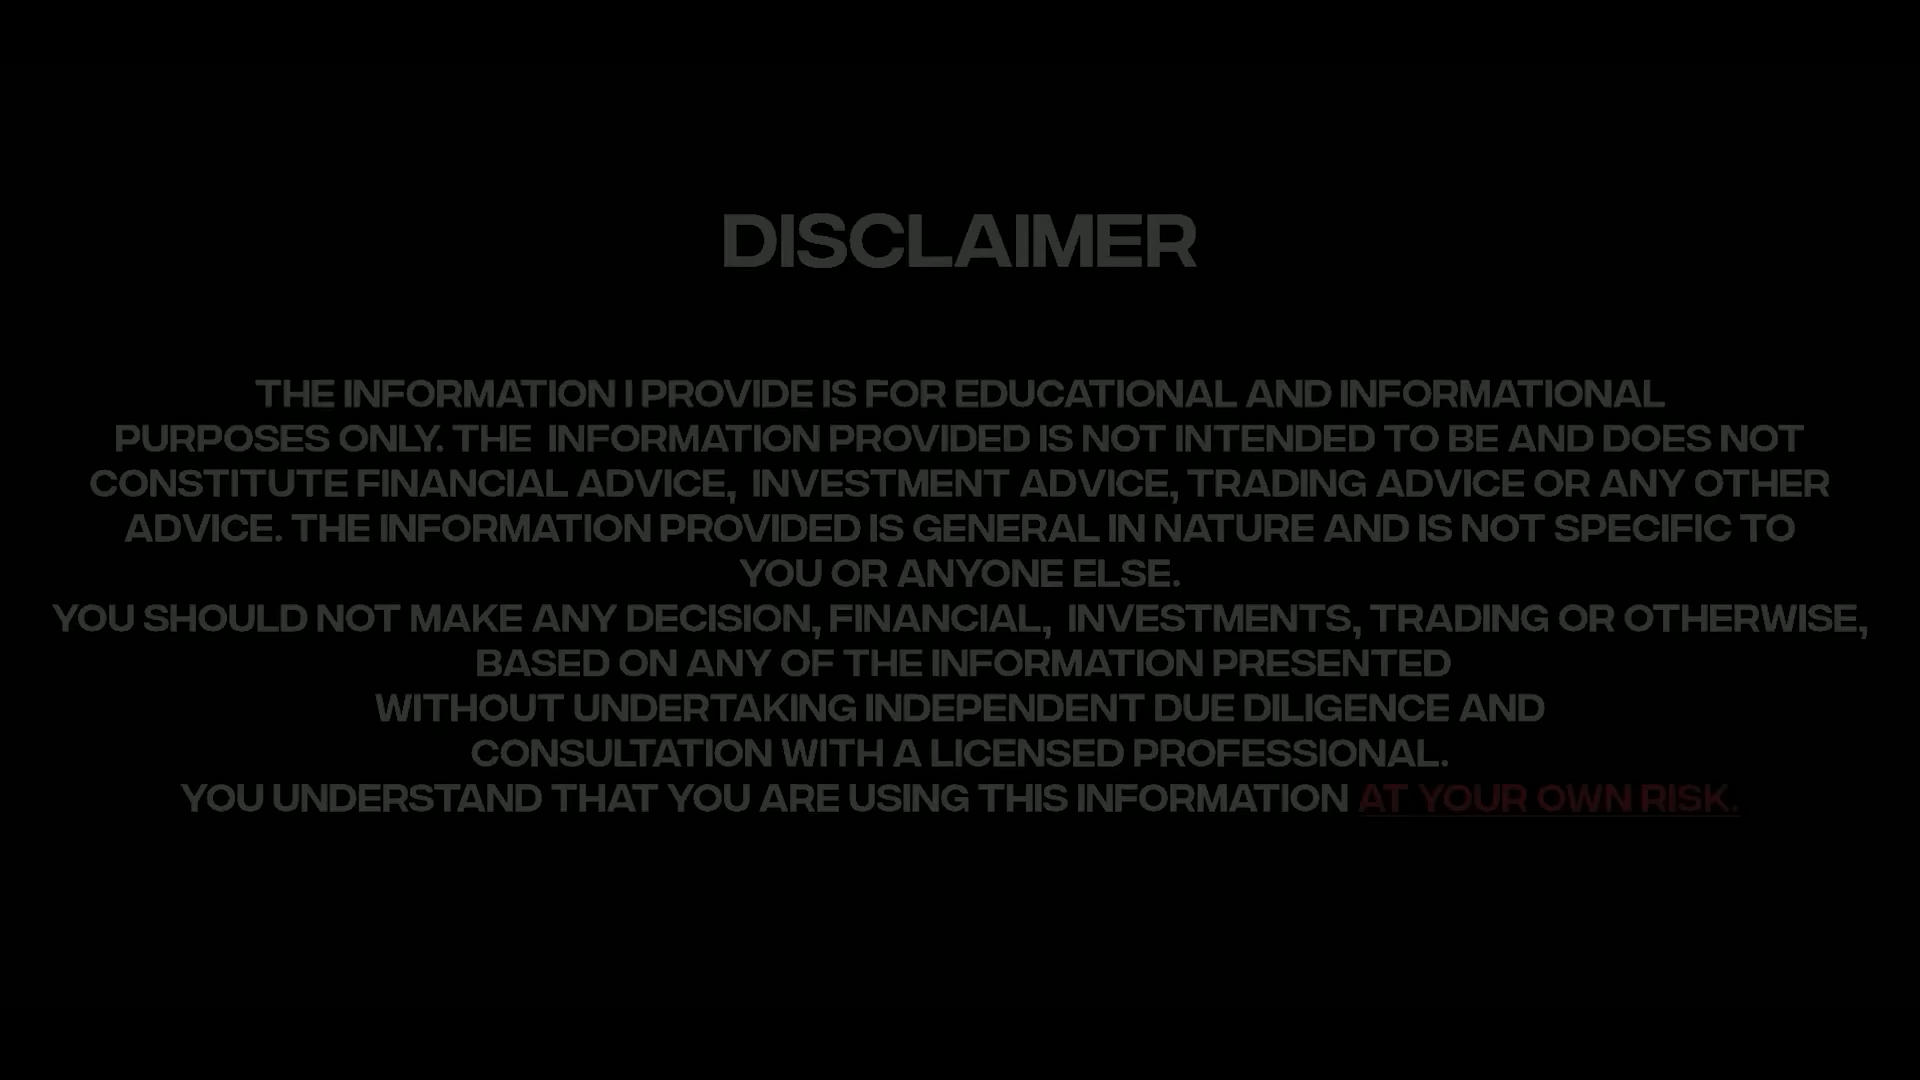 DISCLAIMER
THE INFORMATION I PROVIDE IS FOR EDUCATIONAL AND INFORMATIONAL
PURPOSES ONLY. THE INFORMATION PROVIDED IS NOT INTENDED TO BE AND DOES NOT
CONSTITUTE FINANCIAL ADVICE, INVESTMENT ADVICE, TRADING ADVICE OR ANY OTHER
ADVICE. THE INFORMATION PROVIDED IS GENERAL IN NATURE AND IS NOT SPECIFIC TO
YOU OR ANYONE ELSE.
YOU SHOULD NOT MAKE ANY DECISION, FINANCIAL, INVESTMENTS, TRADING OR OTHERWISE,
BASED ON ANY OF THE INFORMATION PRESENTED
WITHOUT UNDERTAKING INDEPENDENT DUE DILIGENCE AND
CONSULTATION WITH A LICENSED PROFESSIONAL.
YOU UNDERSTAND THAT YOU ARE USING THIS INFORMATION AT YOUR OWN RISK.